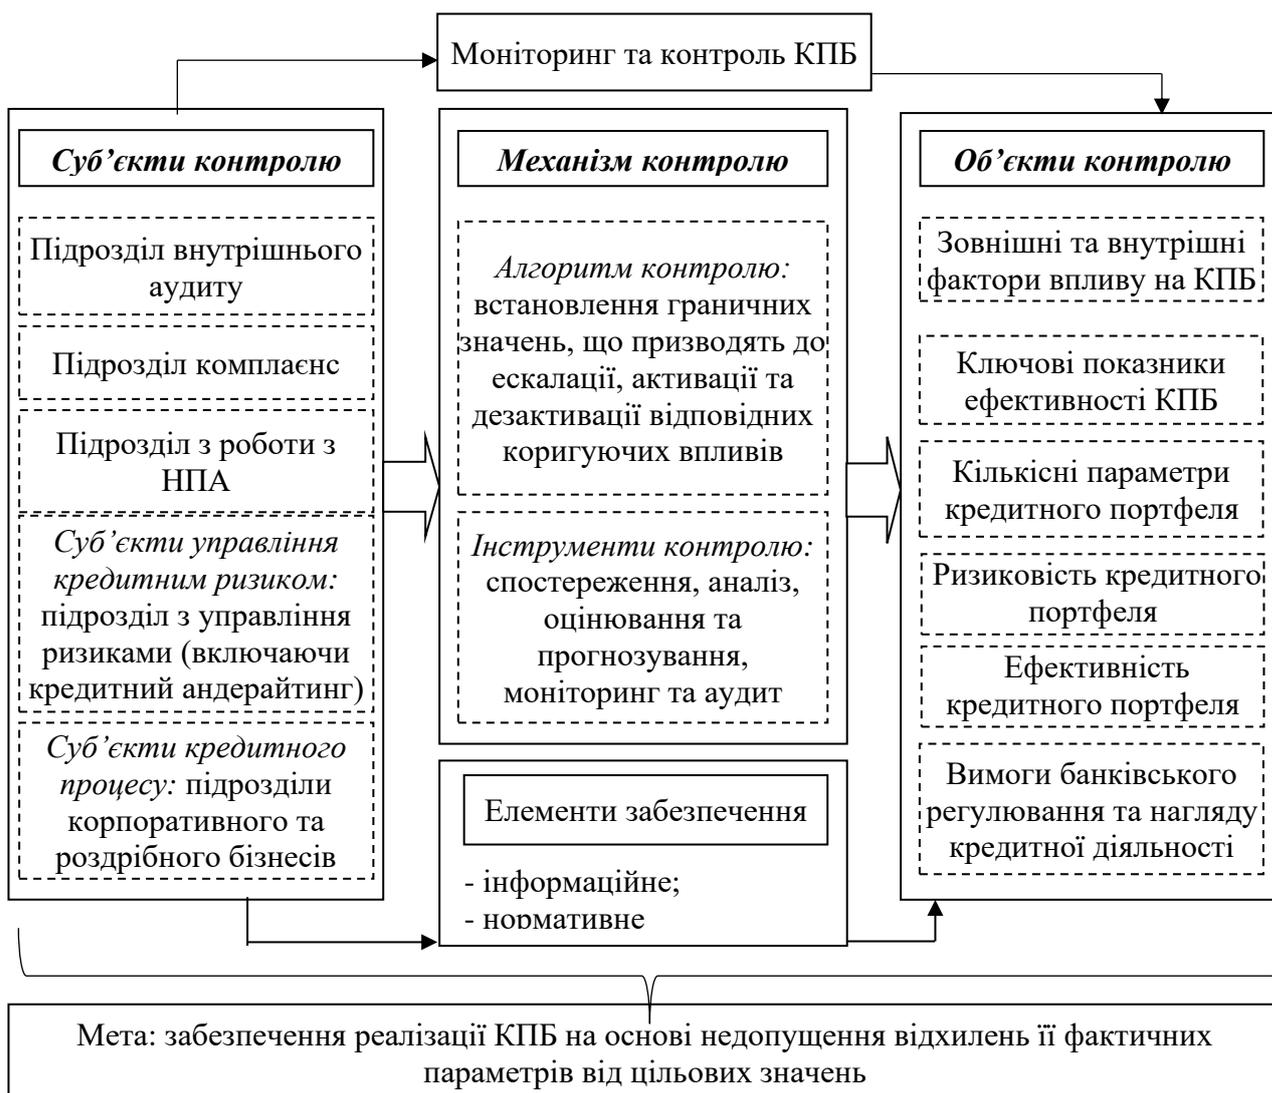 Моніторинг та контроль КПБ
Суб’єкти контролю
Підрозділ внутрішнього
аудиту
Підрозділ комплаєнс
Підрозділ з роботи з
НПА
Суб’єкти управління
кредитним ризиком:
підрозділ з управління
ризиками (включаючи
кредитний андерайтинг)
Суб’єкти кредитного
процесу: підрозділи
корпоративного та
роздрібного бізнесів
Механізм контролю
Алгоритм контролю:
встановлення граничних
значень, що призводять до
ескалації, активації та
дезактивації відповідних
коригуючих впливів
Інструменти контролю:
спостереження, аналіз,
оцінювання та
прогнозування,
моніторинг та аудит
Елементи забезпечення
- інформаційне;
- нормативне
Об’єкти контролю
Зовнішні та внутрішні
фактори впливу на КПБ
Ключові показники
ефективності КПБ
Кількісні параметри
кредитного портфеля
Ризиковість кредитного
портфеля
Ефективність
кредитного портфеля
Вимоги банківського
регулювання та нагляду
кредитної діяльності
Мета: забезпечення реалізації КПБ на основі недопущення відхилень її фактичних
параметрів від цільових значень